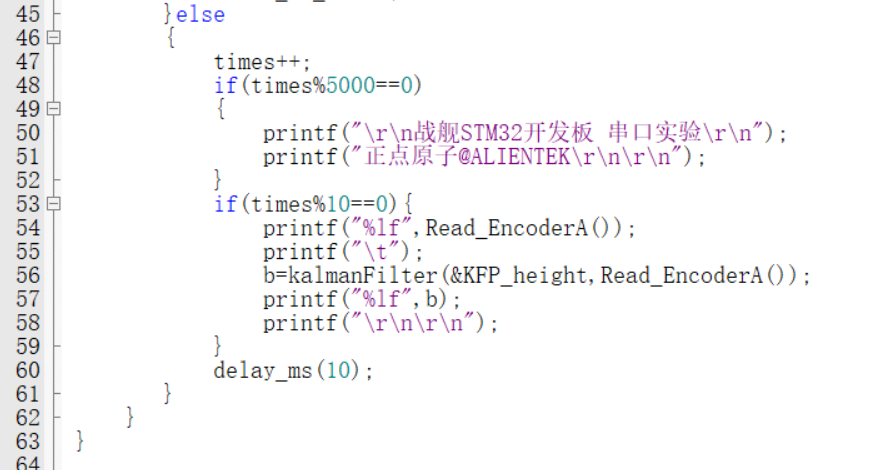 45 }else
46 {
47 times++;
48 if(times%5000==0)
49 {
50 printf("\r\n战舰STM32开发板 串口实验\r\n");
51 printf("正点原子@ALIENTEK\r\n\r\n");
52 }
53 if(times%10==0){
54 printf("%lf",Read_EncoderA());
55 printf("\t");
56 b=kalmanFilter(&KFP_height,Read_EncoderA());
57 printf("%lf",b);
58 printf("\r\n\r\n");
59 }
60 delay_ms(10);
61 }
62 }
63 }
64